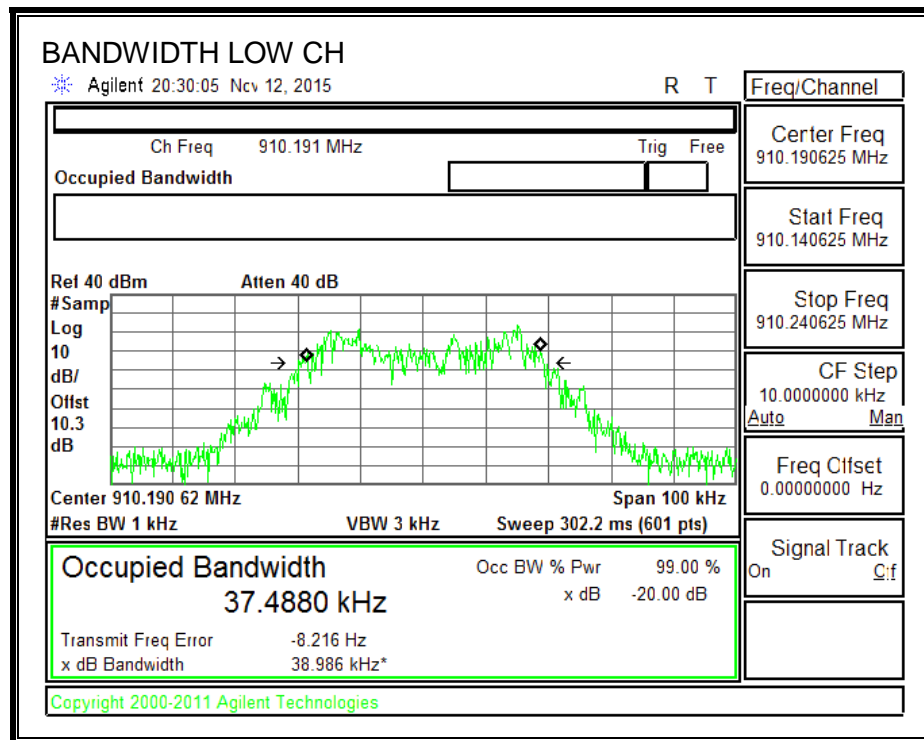 BANDWIDTH LOW CH
Agilent 20:30:05 Nov 12, 2015 R T
Freq/Channel
Ch Freq 910.191 MHz Trig Free
Occupied Bandwidth
Center Freq
910.190625 MHz
Start Freq
910.140625 MHz
Stop Freq
910.240625 MHz
CF Step
10.0000000 kHz
Auto Man
Freq Offset
0.00000000 Hz
Signal Track
On Off
Ref 40 dBm Atten 40 dB
#Samp
Log
10
dB/
Offst
10.3
dB
Center 910.190 62 MHz Span 100 kHz
#Res BW 1 kHz VBW 3 kHz Sweep 302.2 ms (601 pts)
Occupied Bandwidth Occ BW % Pwr 99.00 %
37.4880 kHz x dB -20.00 dB
Transmit Freq Error -8.216 Hz
x dB Bandwidth 38.986 kHz*
Copyright 2000-2011 Agilent Technologies